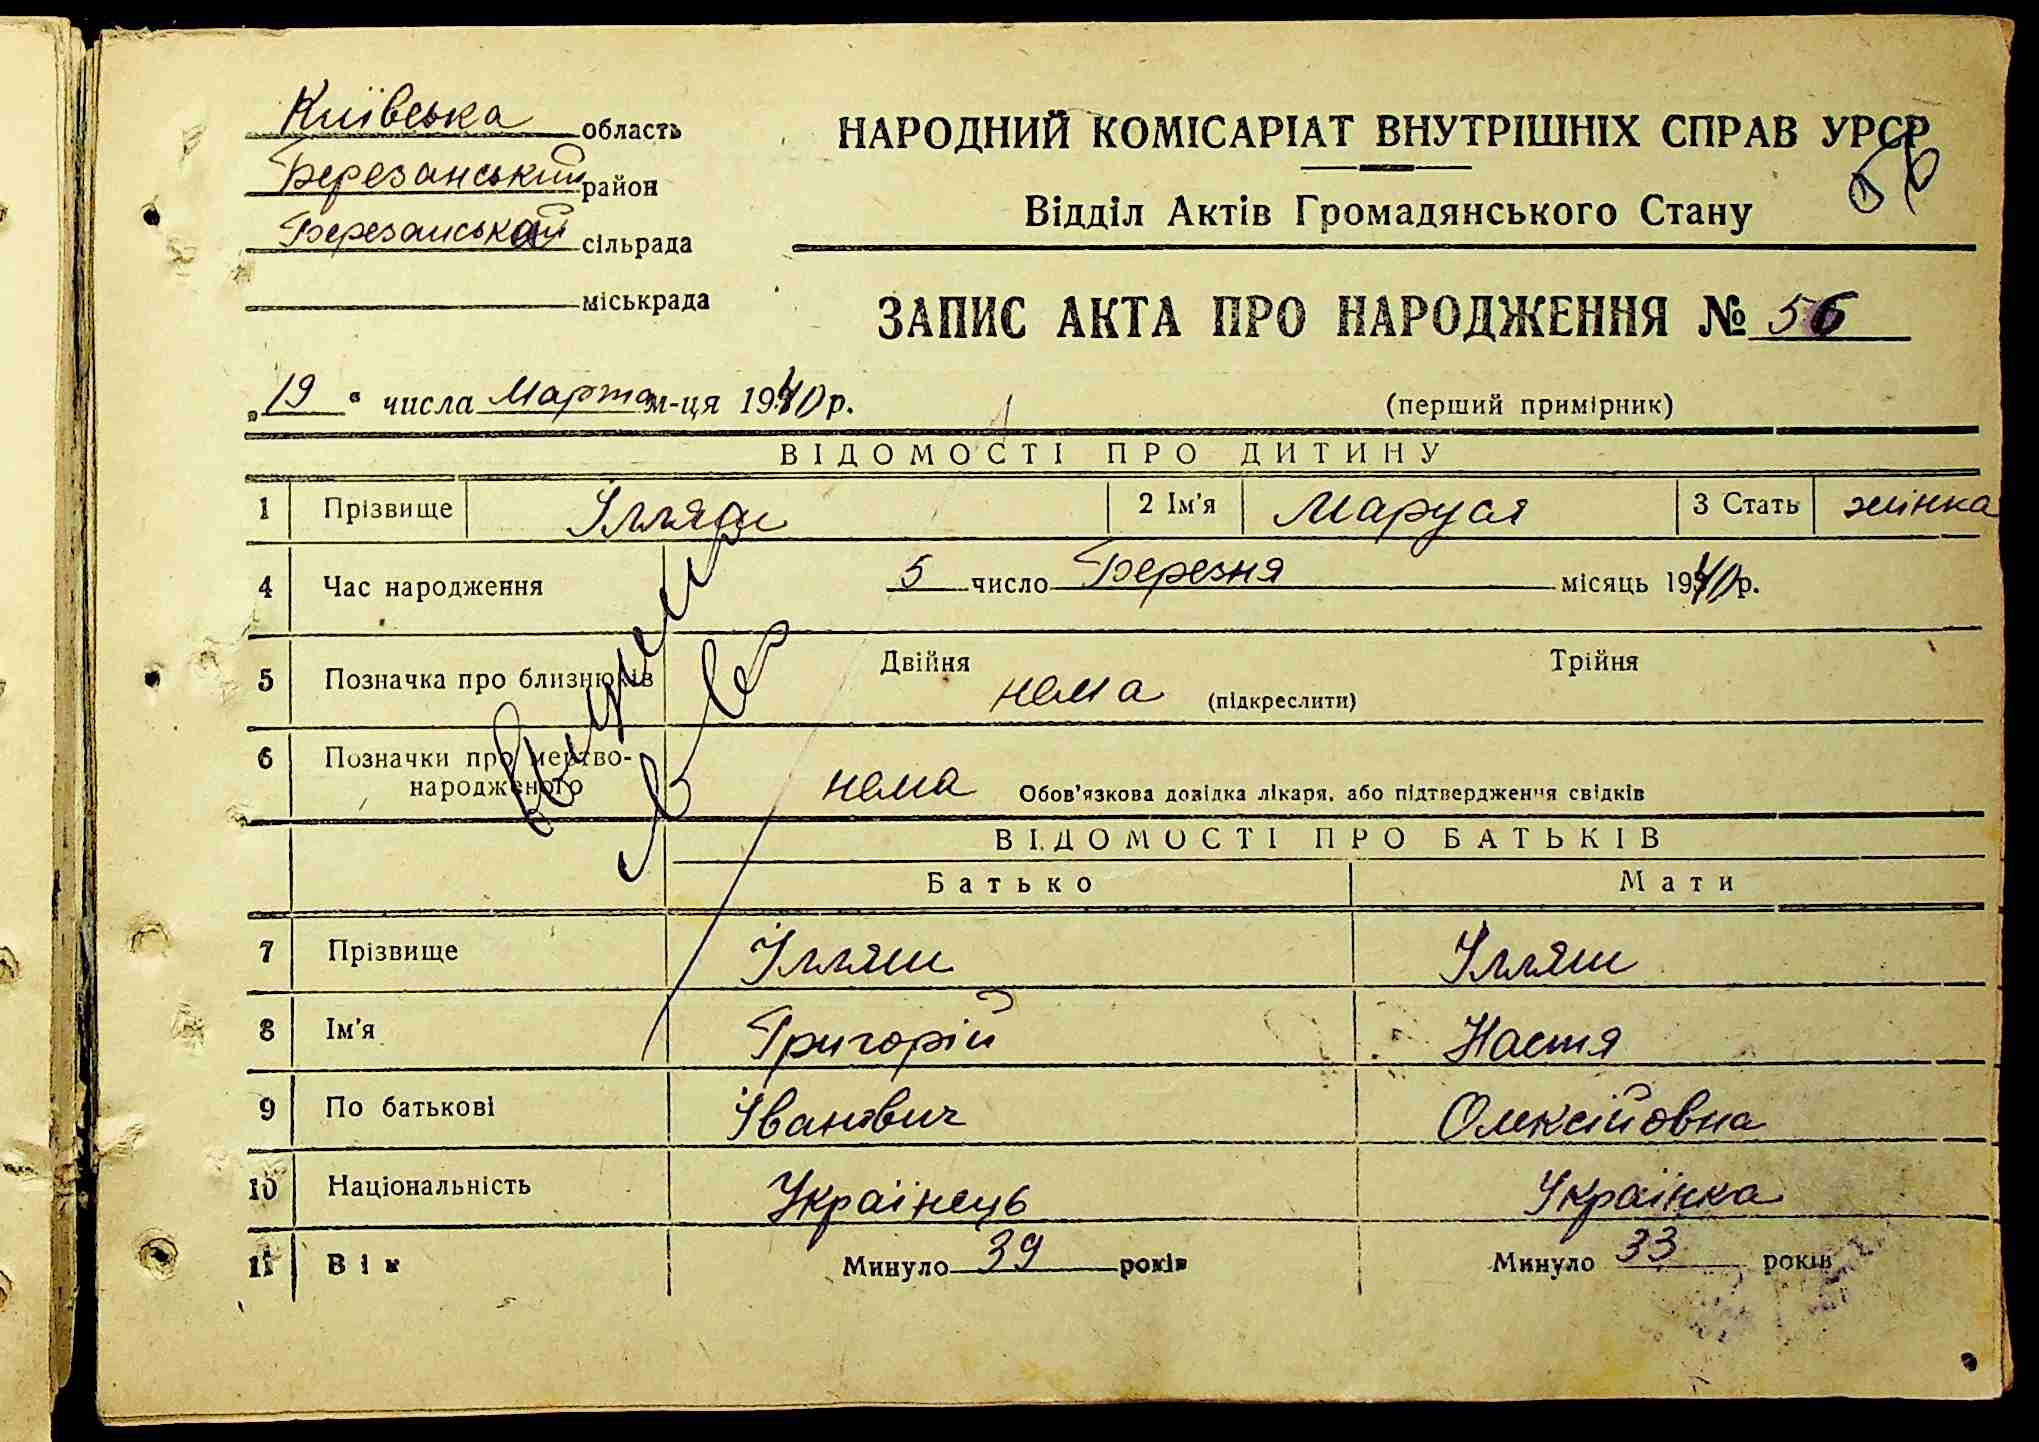 Київська область
Березанський район
Березанськой сільрада
міськрада
НАРОДНИЙ КОМІСАРІАТ ВНУТРІШНІХ СПРАВ УРСР
56
Відділ Актів Громадянського Стану
ЗАПИС АКТА ПРО НАРОДЖЕННЯ № 56
„19“ числа Марта м-ця 1940 р.
(перший примірник)
ВІДОМОСТІ ПРО ДИТИНУ
1 Прізвище Ілляш 2 Ім'я Маруся 3 Стать жінка
4 Час народження 5 число Березня місяць 1940 р.
5 Позначка про близнюків Двійня нема (підкреслити) Трійня
6 Позначки про мертво-
народженого нема Обов'язкова довідка лікаря, або підтвердження свідків
ВІДОМОСТІ ПРО БАТЬКІВ
Батько Мати
7 Прізвище Ілляш Ілляш
8 Ім'я Григорій Настя
9 По батькові Іванович Олексійовна
10 Національність Українець Українка
11 Вік Минуло 39 років Минуло 33 років